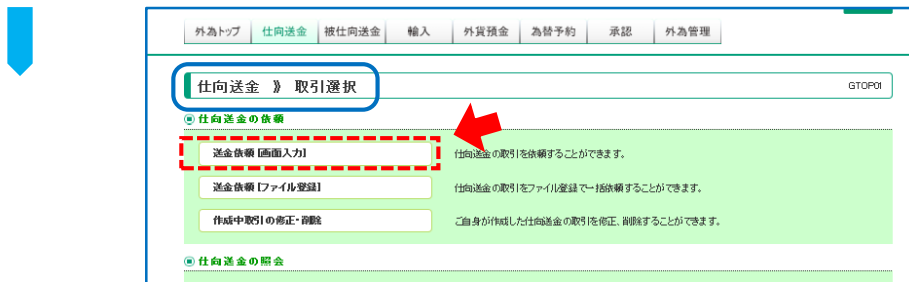 外為トップ 仕向送金 被仕向送金 輸入 外貨預金 為替予約 承認 外為管理
仕向送金 》 取引選択 GTOP01
仕向送金の依頼
送金依頼[画面入力] 仕向送金の取引を依頼することができます。
送金依頼[ファイル登録] 仕向送金の取引をファイル登録で一括依頼することができます。
作成中取引の修正・削除 ご自身が作成した仕向送金の取引を修正、削除することができます。
仕向送金の照会